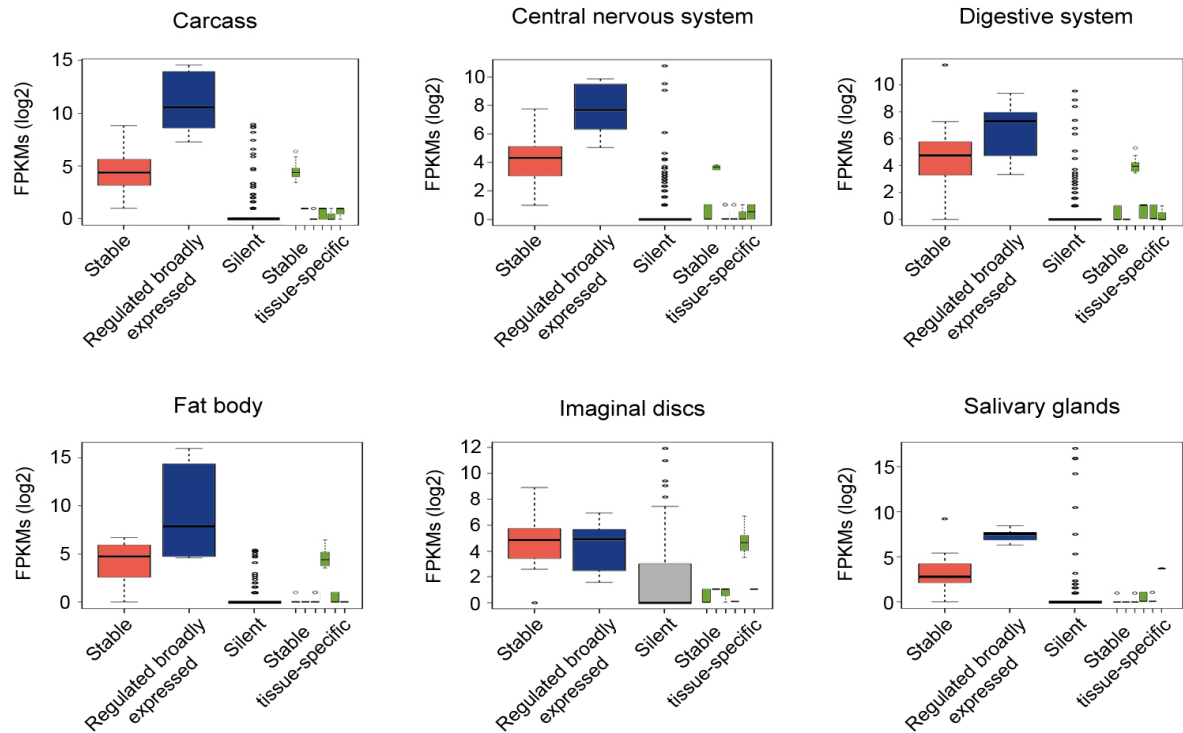 Carcass
FPKMs (log2)
15
10
5
0
Stable
Regulated broadly
expressed
Silent
Stable
tissue-specific
Central nervous system
FPKMs (log2)
10
8
6
4
2
0
Stable
Regulated broadly
expressed
Silent
Stable
tissue-specific
Digestive system
FPKMs (log2)
10
8
6
4
2
0
Stable
Regulated broadly
expressed
Silent
Stable
tissue-specific
Fat body
FPKMs (log2)
15
10
5
0
Stable
Regulated broadly
expressed
Silent
Stable
tissue-specific
Imaginal discs
FPKMs (log2)
12
10
8
6
4
2
0
Stable
Regulated broadly
expressed
Silent
Stable
tissue-specific
Salivary glands
FPKMs (log2)
15
10
5
0
Stable
Regulated broadly
expressed
Silent
Stable
tissue-specific